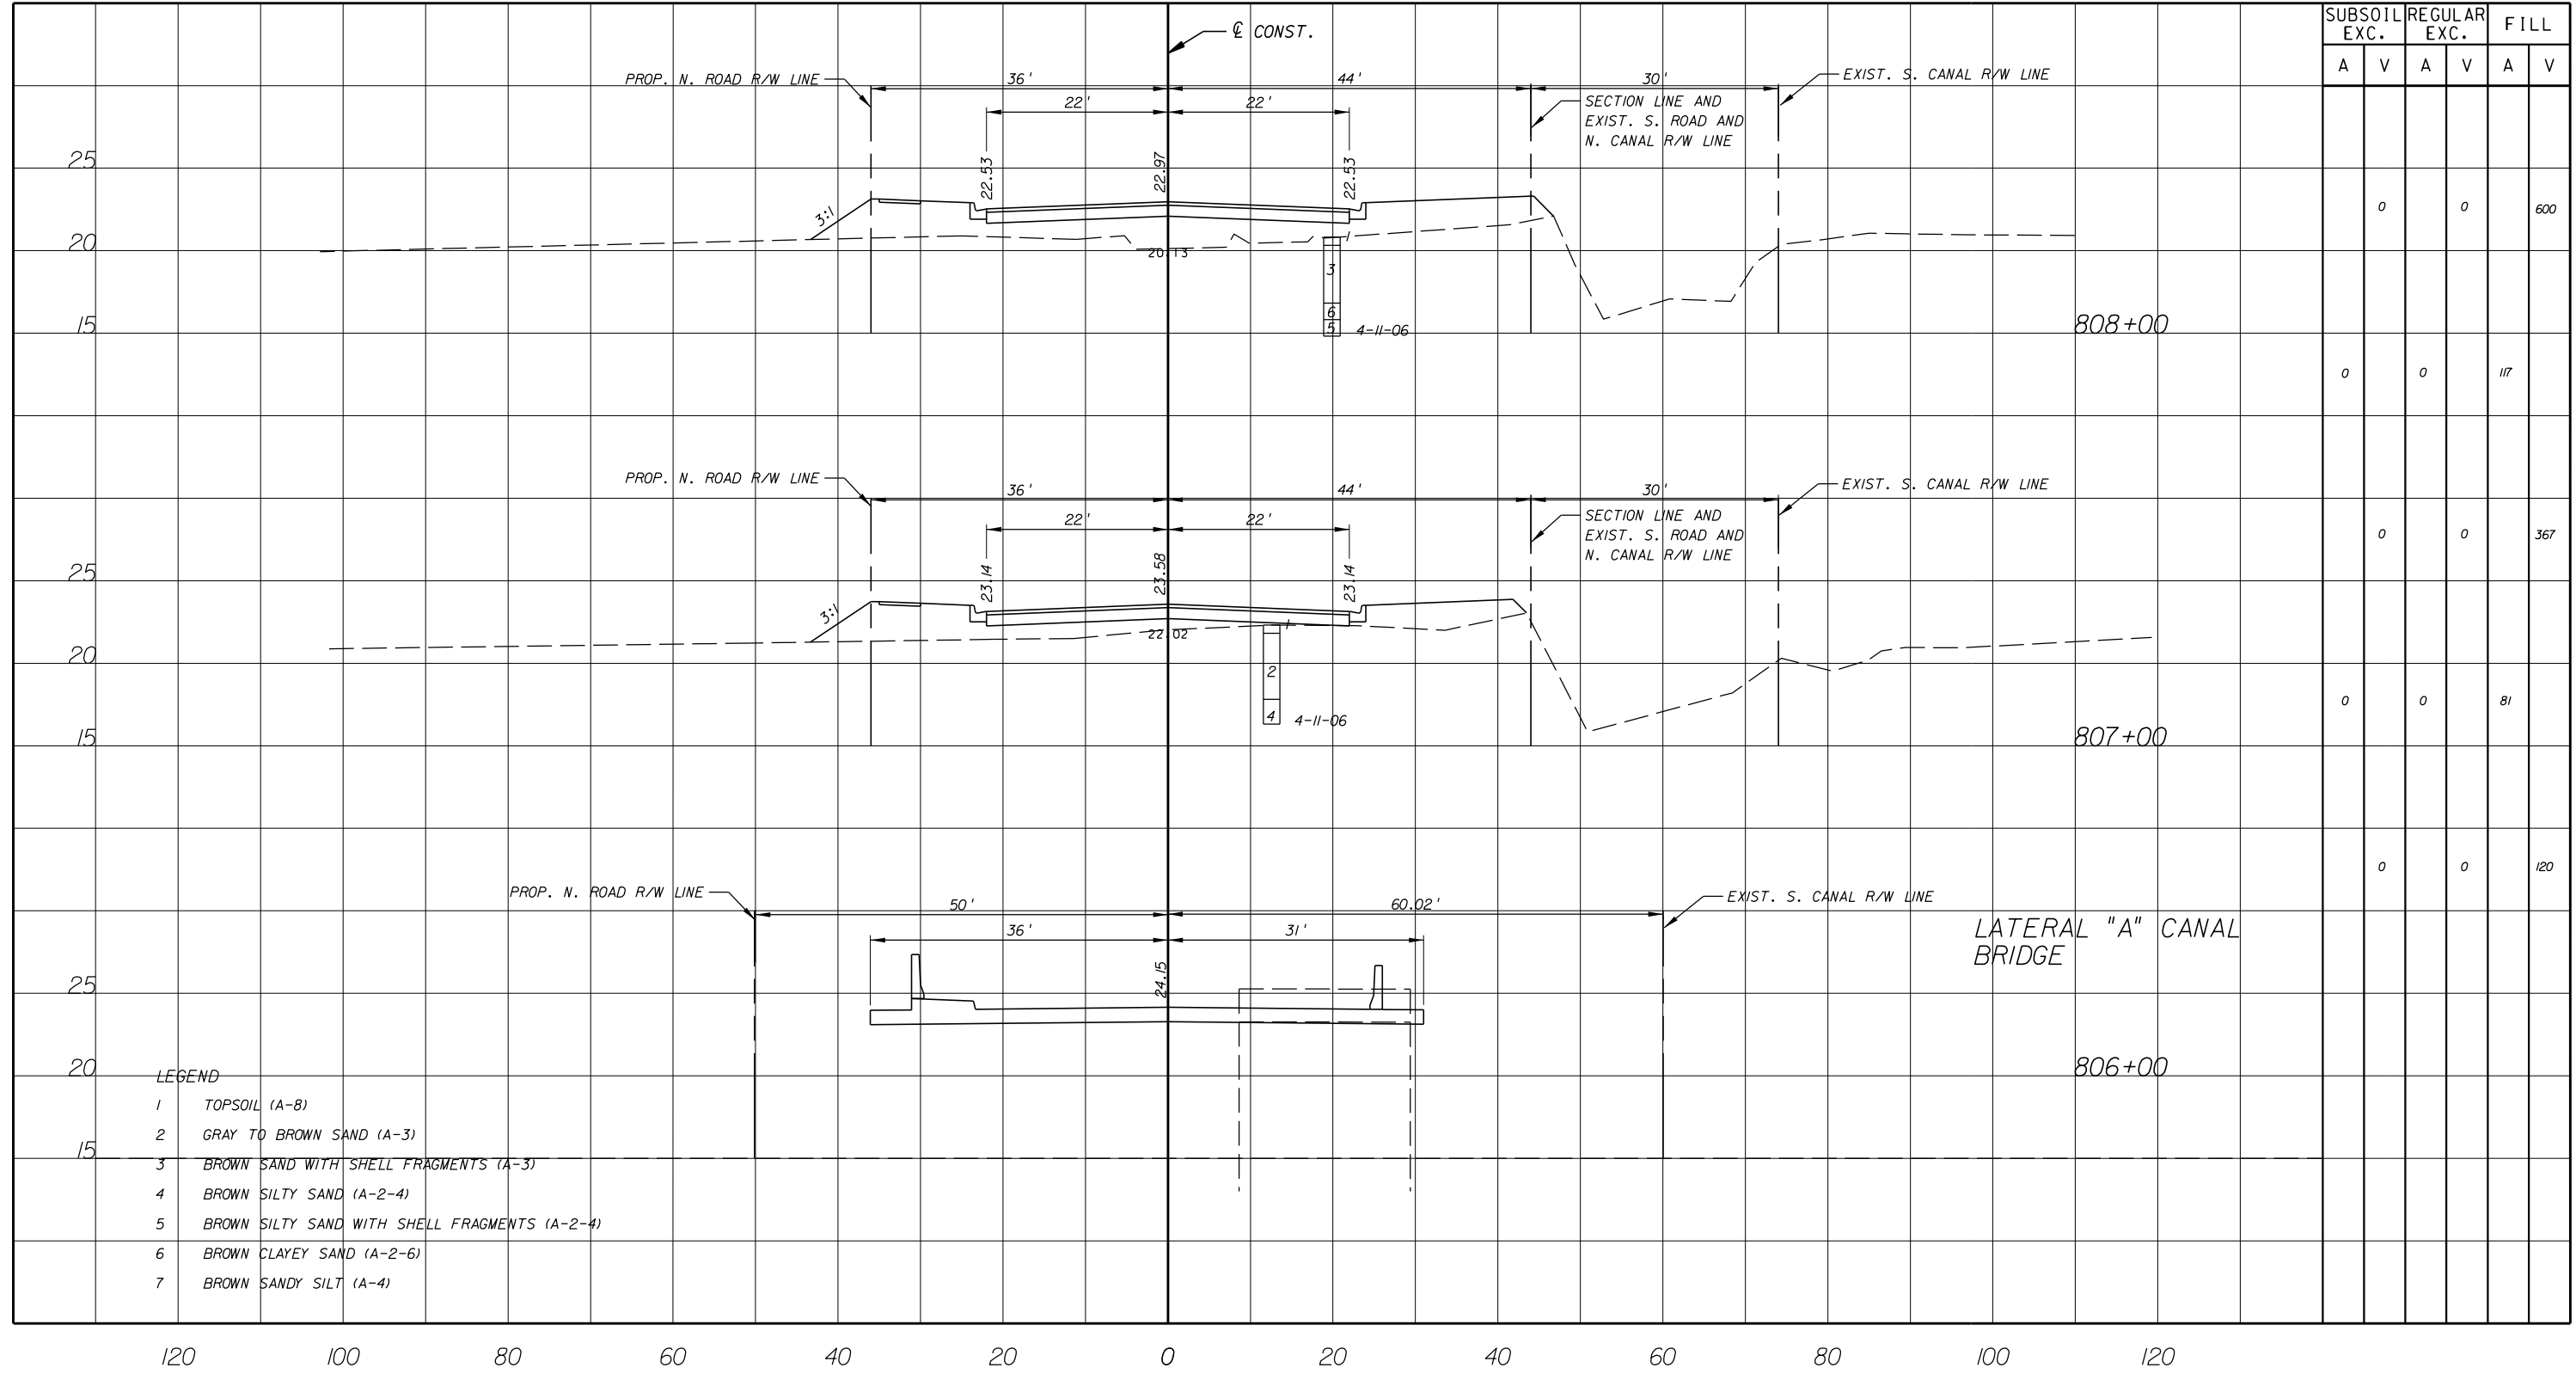 SUBSOIL EXC. REGULAR EXC. FILL
A V A V A V
℄ CONST.
PROP. N. ROAD R/W LINE
36' 44' 30'
EXIST. S. CANAL R/W LINE
22' 22'
SECTION LINE AND
EXIST. S. ROAD AND
N. CANAL R/W LINE
22.53 22.97 22.53
25
3:1
0 0 600
20
20.13
3
6
5 4-11-06
15
808+00
0 0 117
PROP. N. ROAD R/W LINE
36' 44' 30'
EXIST. S. CANAL R/W LINE
22' 22'
SECTION LINE AND
EXIST. S. ROAD AND
N. CANAL R/W LINE
0 0 367
23.14 23.58 23.14
25
3:1
1
22.02
20
2
4 4-11-06
0 0 81
15
807+00
0 0 120
PROP. N. ROAD R/W LINE
50' 60.02'
EXIST. S. CANAL R/W LINE
36' 31'
LATERAL "A" CANAL
BRIDGE
24.15
25
20
806+00
15
LEGEND
1 TOPSOIL (A-8)
2 GRAY TO BROWN SAND (A-3)
3 BROWN SAND WITH SHELL FRAGMENTS (A-3)
4 BROWN SILTY SAND (A-2-4)
5 BROWN SILTY SAND WITH SHELL FRAGMENTS (A-2-4)
6 BROWN CLAYEY SAND (A-2-6)
7 BROWN SANDY SILT (A-4)
120 100 80 60 40 20 0 20 40 60 80 100 120